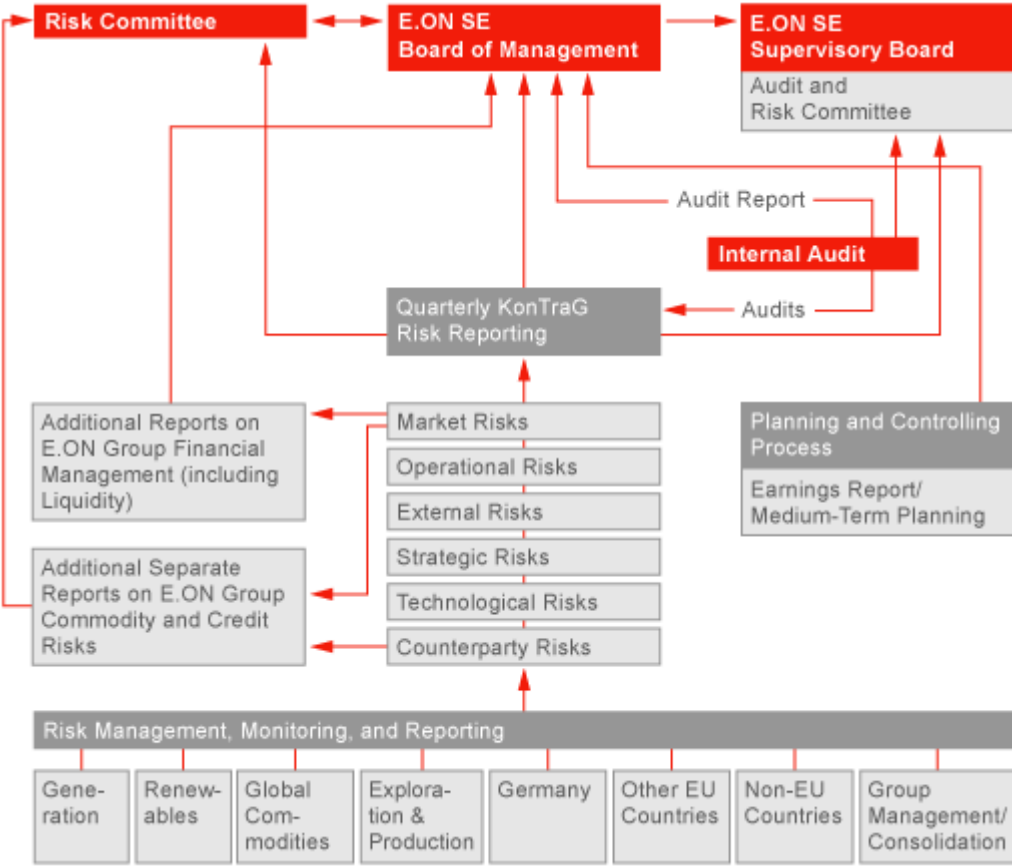 Risk Committee
E.ON SE
Board of Management
E.ON SE
Supervisory Board
Audit and
Risk Committee
Audit Report
Internal Audit
Audits
Quarterly KonTraG
Risk Reporting
Additional Reports on
E.ON Group Financial
Management (including
Liquidity)
Additional Separate
Reports on E.ON Group
Commodity and Credit
Risks
Market Risks
Operational Risks
External Risks
Strategic Risks
Technological Risks
Counterparty Risks
Planning and Controlling
Process
Earnings Report/
Medium-Term Planning
Risk Management, Monitoring, and Reporting
Gene-
ration
Renew-
ables
Global
Com-
modities
Explora-
tion &
Production
Germany
Other EU
Countries
Non-EU
Countries
Group
Management/
Consolidation